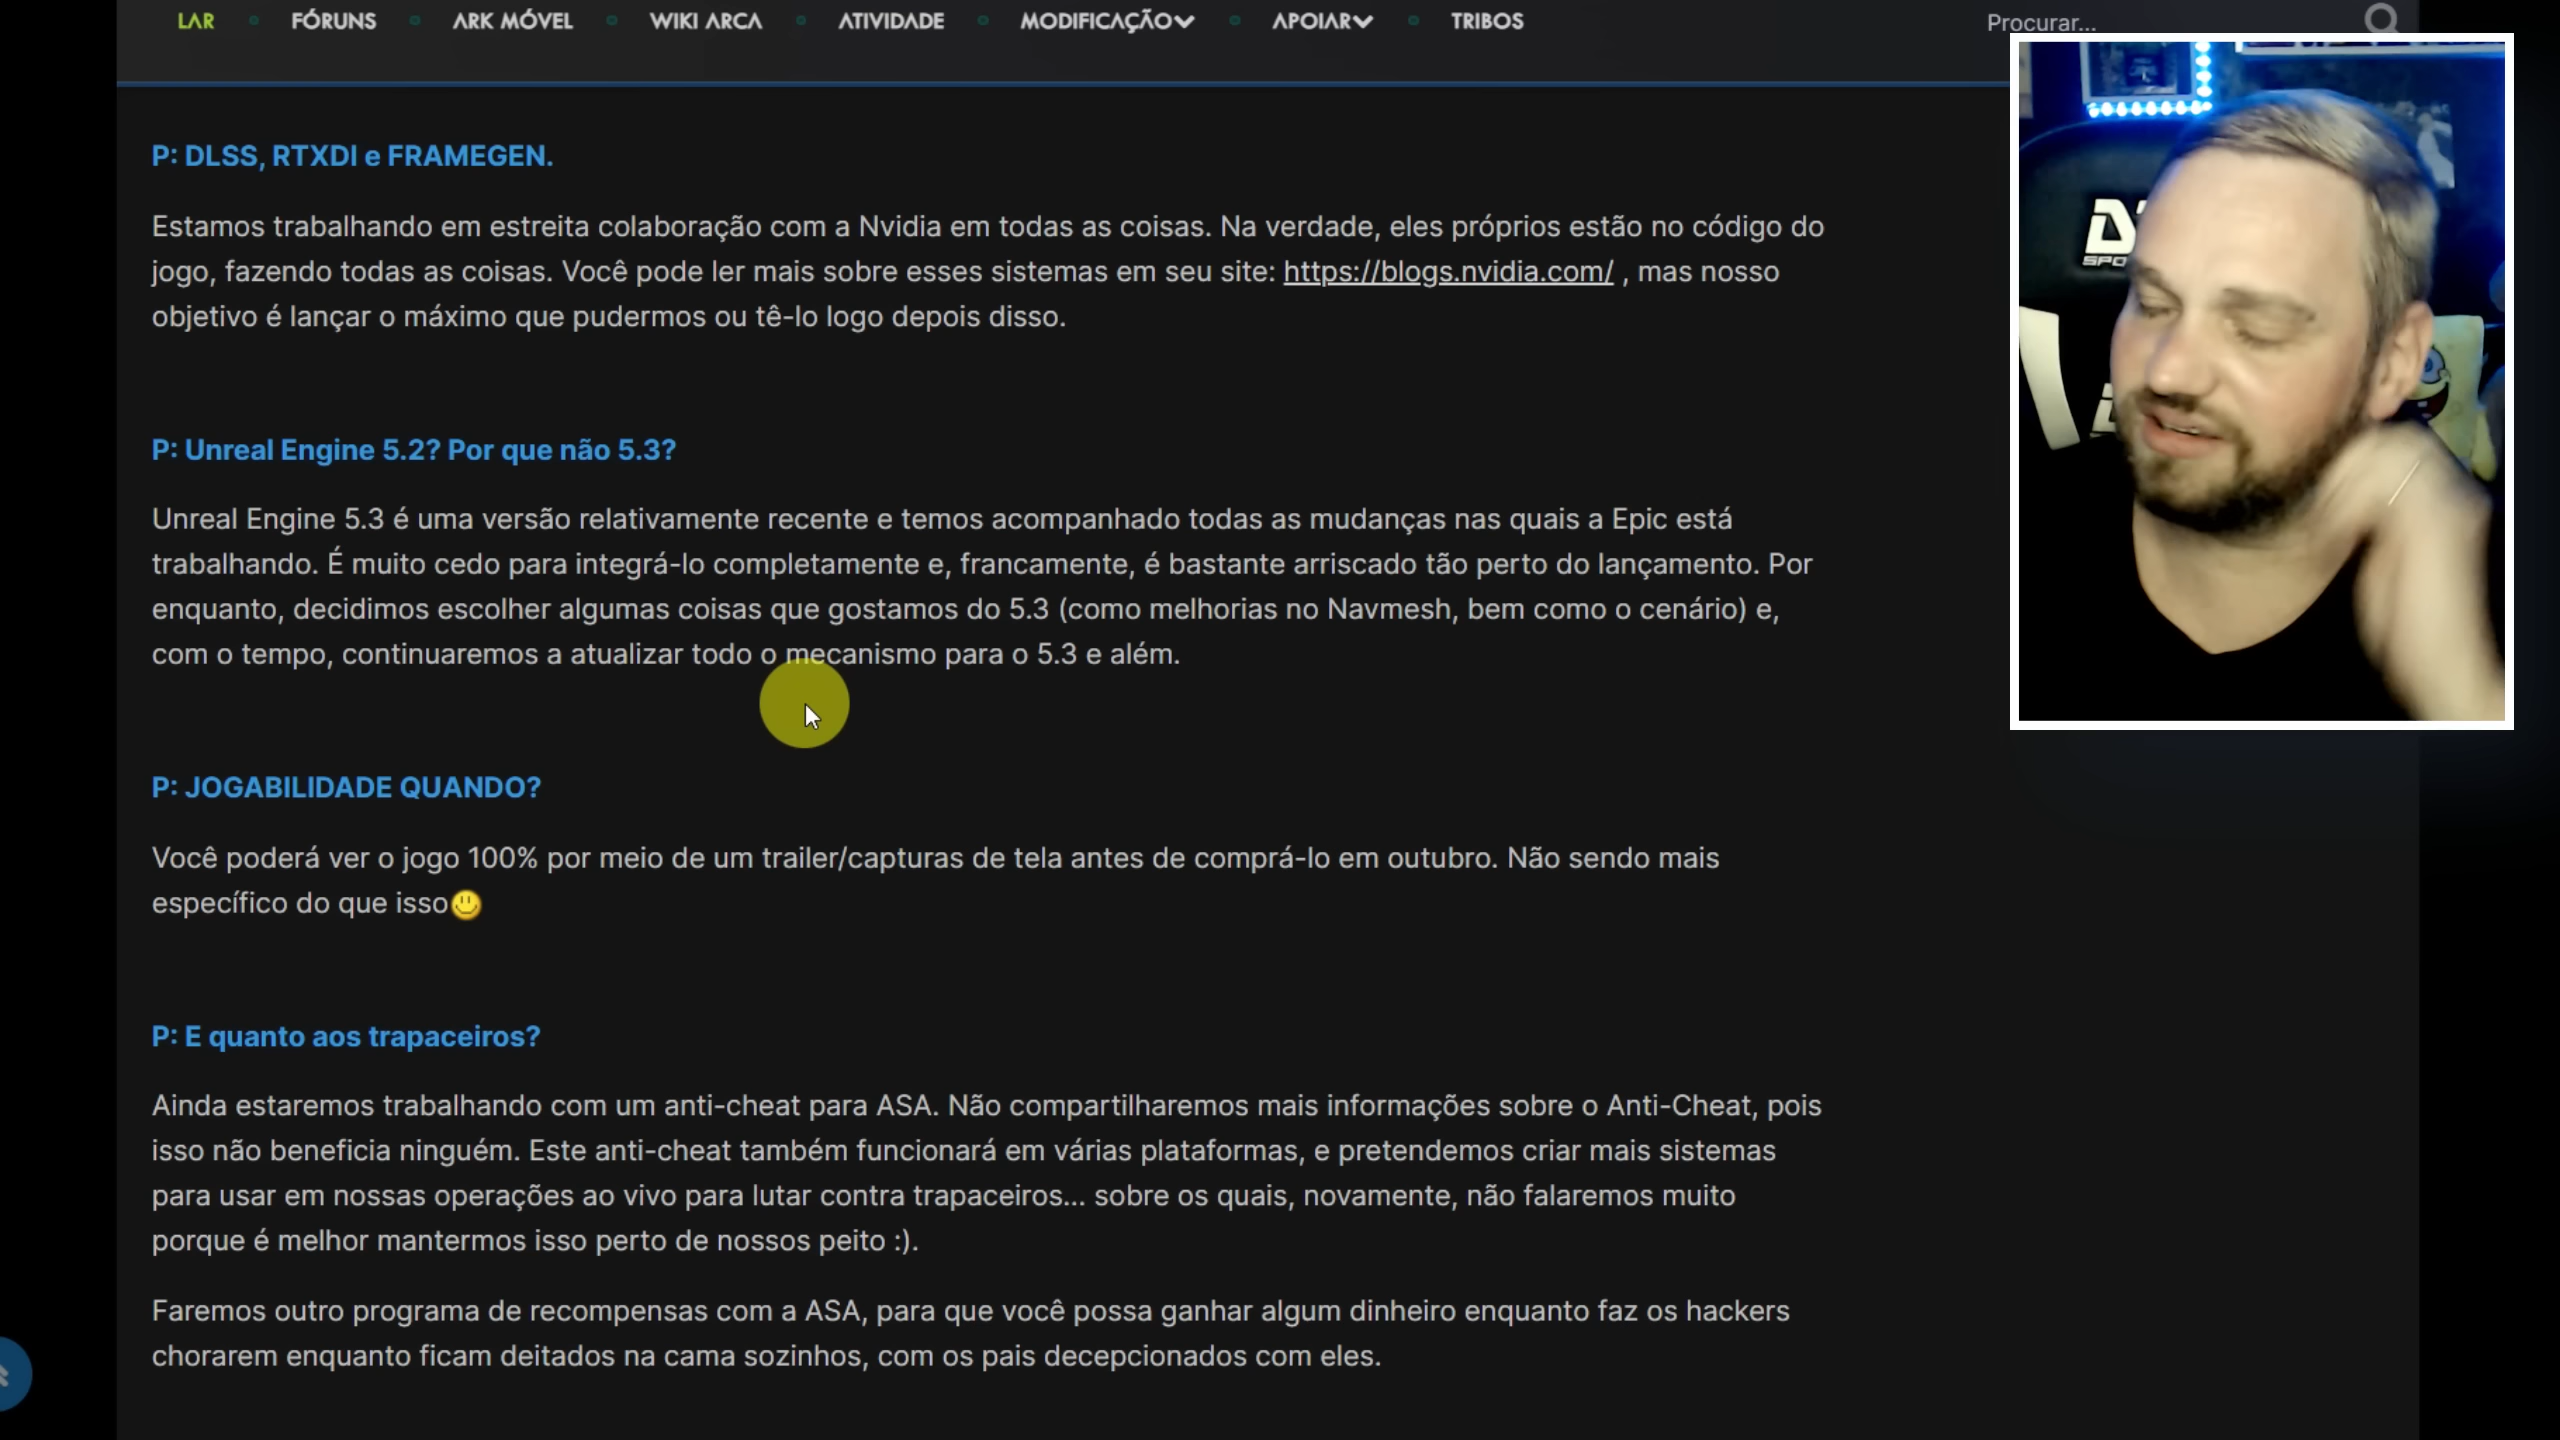 LAR
FÓRUNS
ARK MÓVEL
WIKI ARCA
ATIVIDADE
MODIFICAÇÃO
APOIAR
TRIBOS
Procurar...
P: DLSS, RTXDI e FRAMEGEN.
Estamos trabalhando em estreita colaboração com a Nvidia em todas as coisas. Na verdade, eles próprios estão no código do
jogo, fazendo todas as coisas. Você pode ler mais sobre esses sistemas em seu site: https://blogs.nvidia.com/ , mas nosso
objetivo é lançar o máximo que pudermos ou tê-lo logo depois disso.
P: Unreal Engine 5.2? Por que não 5.3?
Unreal Engine 5.3 é uma versão relativamente recente e temos acompanhado todas as mudanças nas quais a Epic está
trabalhando. É muito cedo para integrá-lo completamente e, francamente, é bastante arriscado tão perto do lançamento. Por
enquanto, decidimos escolher algumas coisas que gostamos do 5.3 (como melhorias no Navmesh, bem como o cenário) e,
com o tempo, continuaremos a atualizar todo o mecanismo para o 5.3 e além.
P: JOGABILIDADE QUANDO?
Você poderá ver o jogo 100% por meio de um trailer/capturas de tela antes de comprá-lo em outubro. Não sendo mais
específico do que isso
P: E quanto aos trapaceiros?
Ainda estaremos trabalhando com um anti-cheat para ASA. Não compartilharemos mais informações sobre o Anti-Cheat, pois
isso não beneficia ninguém. Este anti-cheat também funcionará em várias plataformas, e pretendemos criar mais sistemas
para usar em nossas operações ao vivo para lutar contra trapaceiros... sobre os quais, novamente, não falaremos muito
porque é melhor mantermos isso perto de nossos peito :).
Faremos outro programa de recompensas com a ASA, para que você possa ganhar algum dinheiro enquanto faz os hackers
chorarem enquanto ficam deitados na cama sozinhos, com os pais decepcionados com eles.